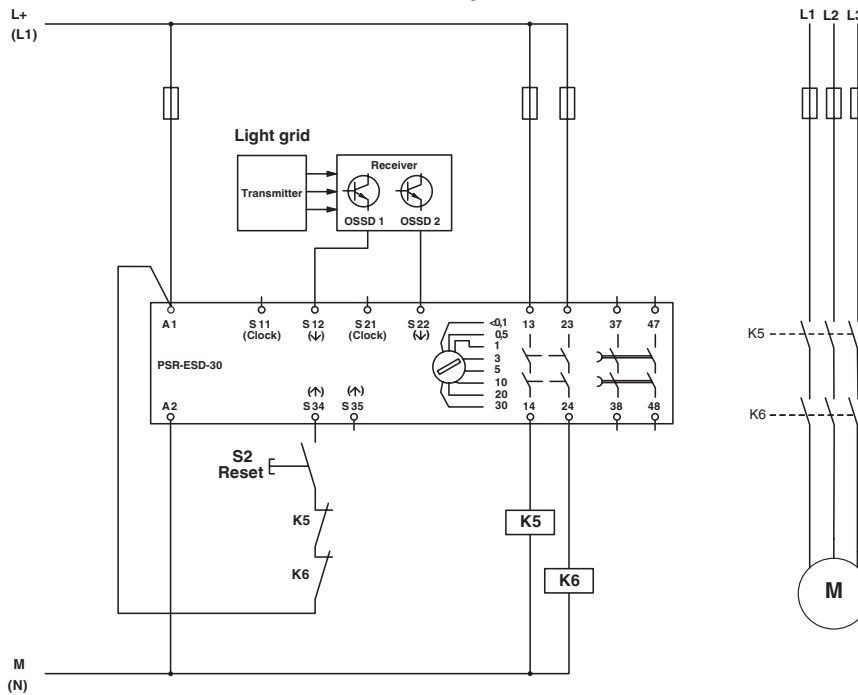 L+
(L1)
L1 L2 L3
Light grid
Transmitter
Receiver
OSSD 1 OSSD 2
A1 S11 S12 S21 S22 <0,1 13 23 37 47
(Clock) (↓) (Clock) (↓) 0,5
1
3
5
10
20
30
PSR-ESD-30
(↑) (↑)
A2 S34 S35 14 24 38 48
K5
K6
S2
Reset
K5
K6
K5
K6
M
M
(N)